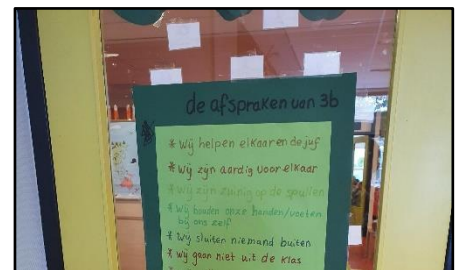 de afspraken van 3b
* Wij helpen elkaar en de juf
* Wij zijn aardig voor elkaar
* Wij zijn zuinig op de spullen
* Wij houden onze handen/voeten
bij ons zelf
* Wij sluiten niemand buiten
* Wij gaan niet uit de klas